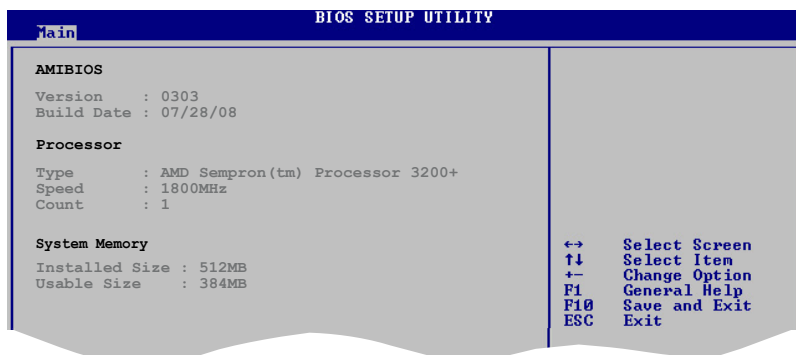 BIOS SETUP UTILITY
Main
AMIBIOS
Version : 0303
Build Date : 07/28/08
Processor
Type : AMD Sempron(tm) Processor 3200+
Speed : 1800MHz
Count : 1
System Memory
Installed Size : 512MB
Usable Size : 384MB
←→ Select Screen
↑↓ Select Item
+- Change Option
F1 General Help
F10 Save and Exit
ESC Exit